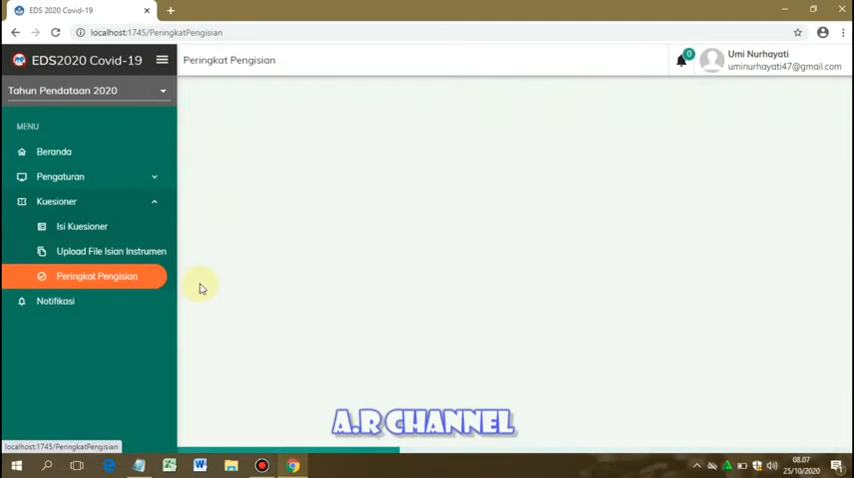 EDS 2020 Covid-19
localhost:1745/PeringkatPengisian
EDS2020 Covid-19
Peringkat Pengisian
0
Umi Nurhayati
uminurhayati47@gmail.com
Tahun Pendataan 2020
MENU
Beranda
Pengaturan
Kuesioner
Isi Kuesioner
Upload File Isian Instrumen
Peringkat Pengisian
Notifikasi
A.R CHANNEL
localhost:1745/PeringkatPengisian
08.07
25/10/2020